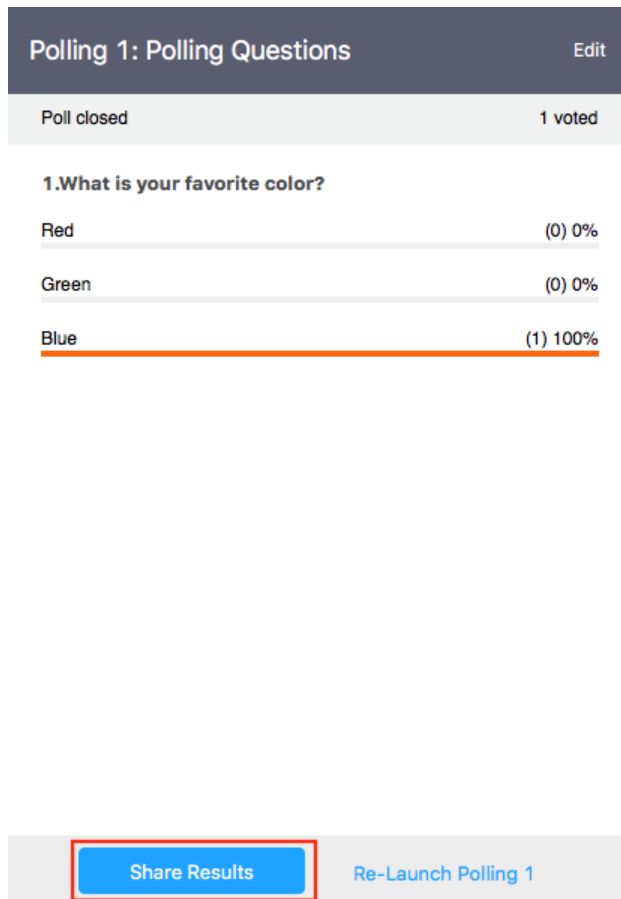 Polling 1: Polling Questions Edit
Poll closed 1 voted
1.What is your favorite color?
Red (0) 0%
Green (0) 0%
Blue (1) 100%
Share Results Re-Launch Polling 1